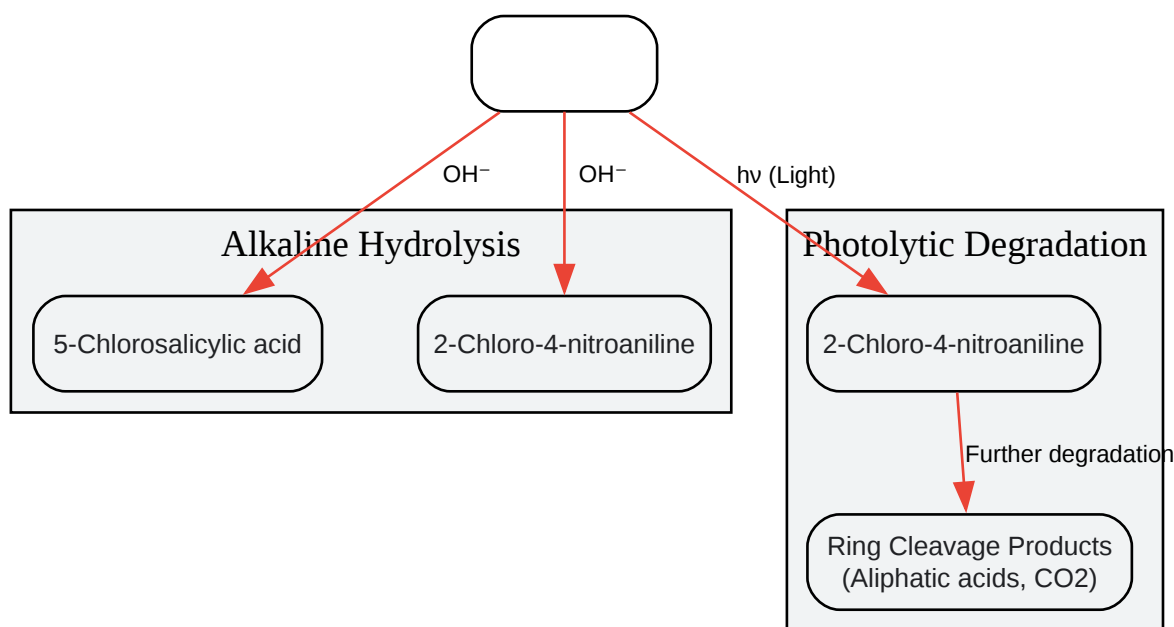 OH⁻
OH⁻
hν (Light)
Alkaline Hydrolysis
Photolytic Degradation
5-Chlorosalicylic acid
2-Chloro-4-nitroaniline
2-Chloro-4-nitroaniline
Further degradation
Ring Cleavage Products
(Aliphatic acids, CO2)